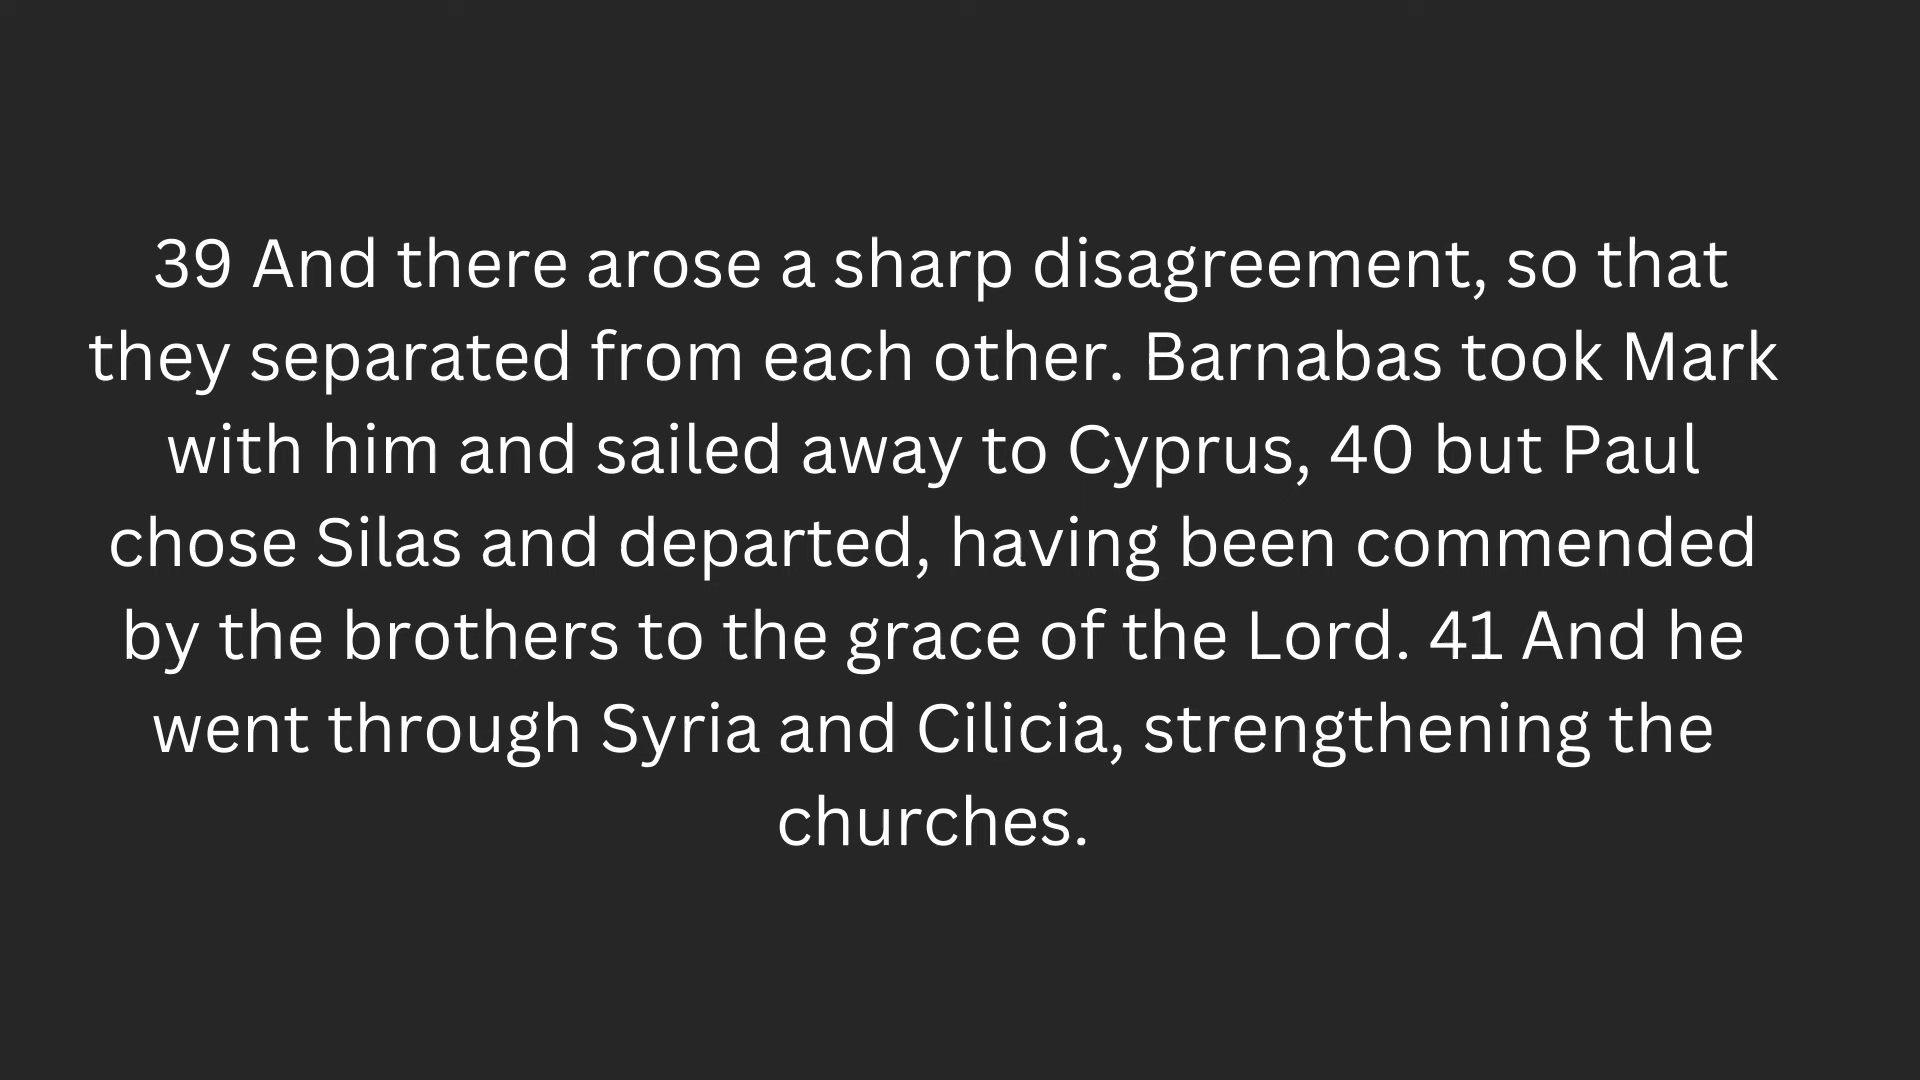 39 And there arose a sharp disagreement, so that
they separated from each other. Barnabas took Mark
with him and sailed away to Cyprus, 40 but Paul
chose Silas and departed, having been commended
by the brothers to the grace of the Lord. 41 And he
went through Syria and Cilicia, strengthening the
churches.